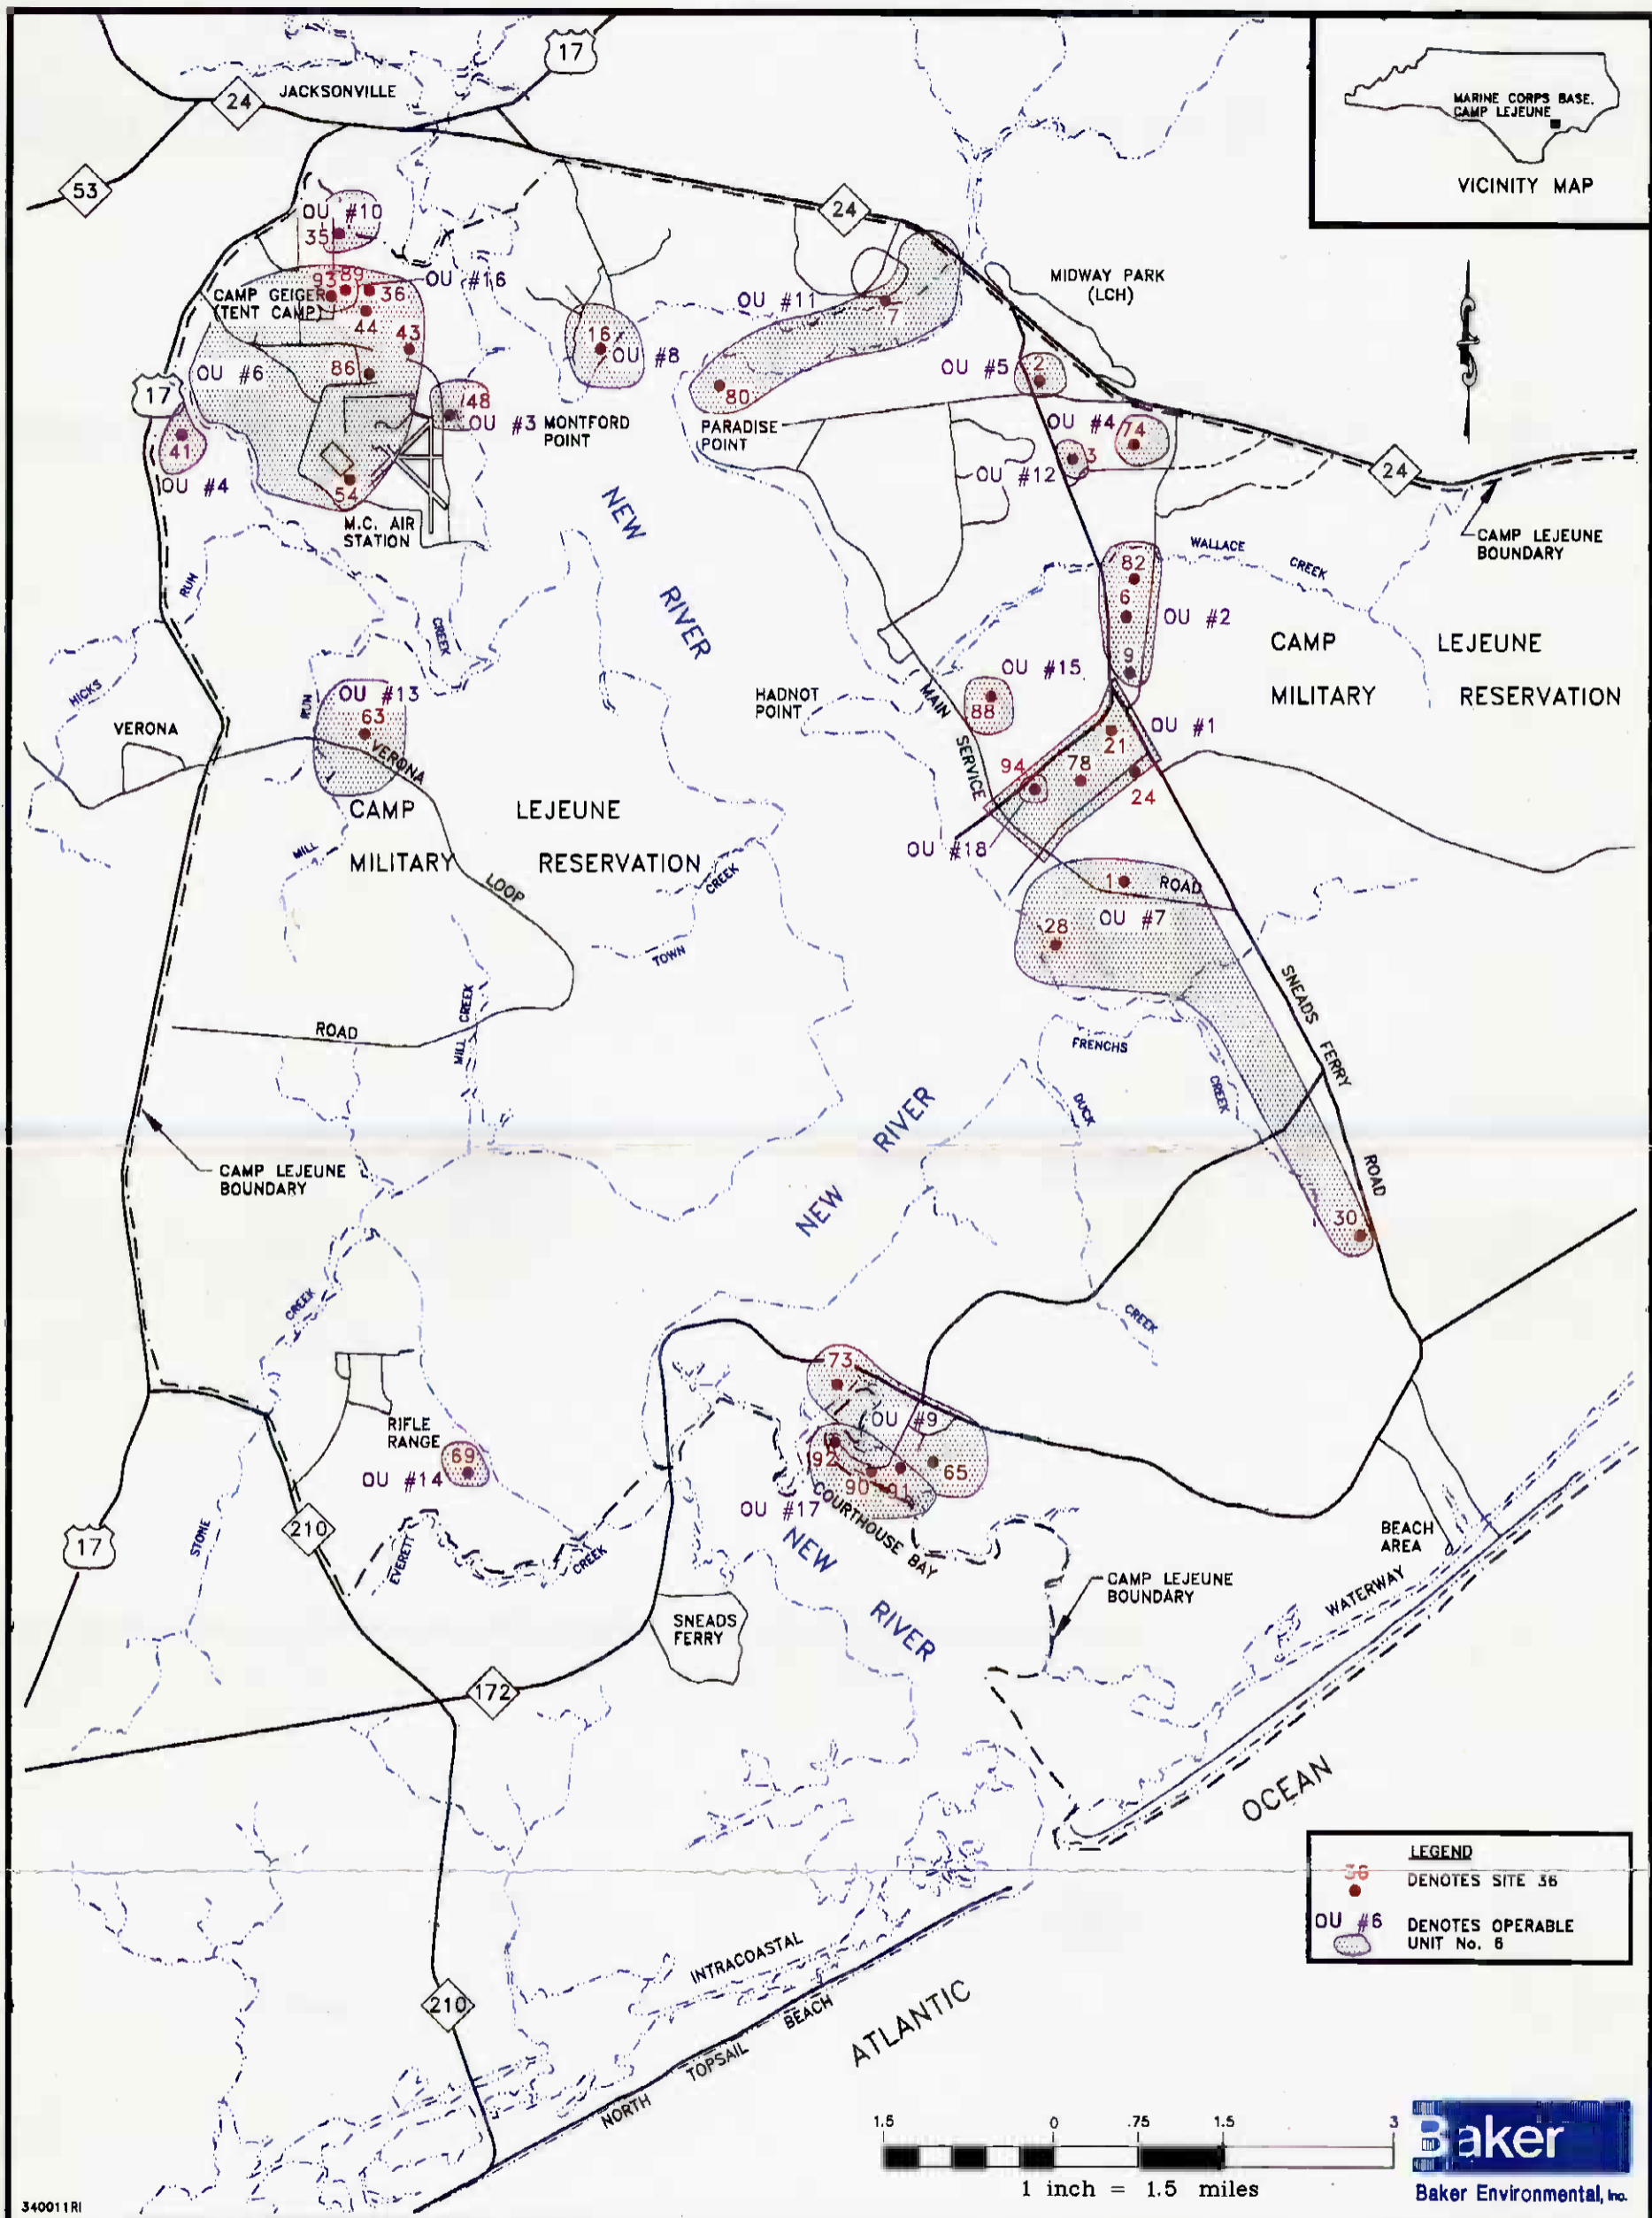 17
24
JACKSONVILLE
53
MARINE CORPS BASE,
CAMP LEJEUNE
VICINITY MAP
OU #10
35
24
93
89
36
OU #16
CAMP GEIGER
(TENT CAMP)
44
43
86
OU #6
17
48
OU #3
MONTFORD
POINT
41
OU #4
54
M.C. AIR
STATION
16
OU #8
OU #11
7
80
PARADISE
POINT
MIDWAY PARK
(LCH)
OU #5
2
OU #4
74
3
OU #12
24
CAMP LEJEUNE
BOUNDARY
NEW
RIVER
WALLACE
CREEK
82
6
9
OU #2
CAMP LEJEUNE
MILITARY RESERVATION
RUN
CREEK
HICKS
VERONA
RUN
OU #13
63
VERONA
CAMP LEJEUNE
MILITARY RESERVATION
MILL
LOOP
CREEK
TOWN
HADNOT
POINT
MAIN
SERVICE
OU #15
88
OU #1
21
78
94
24
OU #18
1
ROAD
OU #7
28
SNEADS
FERRY
ROAD
30
FRENCHS
CREEK
DUCK
CREEK
ROAD
MILL CREEK
CAMP LEJEUNE
BOUNDARY
RIVER
NEW
CREEK
RIFLE
RANGE
69
OU #14
73
OU #9
92
90
91
65
OU #17
COURTHOUSE BAY
NEW
RIVER
17
210
STONE
EVERETT
CREEK
SNEADS
FERRY
172
CAMP LEJEUNE
BOUNDARY
BEACH
AREA
WATERWAY
OCEAN
LEGEND
36
DENOTES SITE 36
OU #6
DENOTES OPERABLE
UNIT No. 6
210
INTRACOASTAL
NORTH TOPSAIL BEACH
ATLANTIC
1.5 0 .75 1.5 3
1 inch = 1.5 miles
Baker
Baker Environmental, Inc.
340011RI